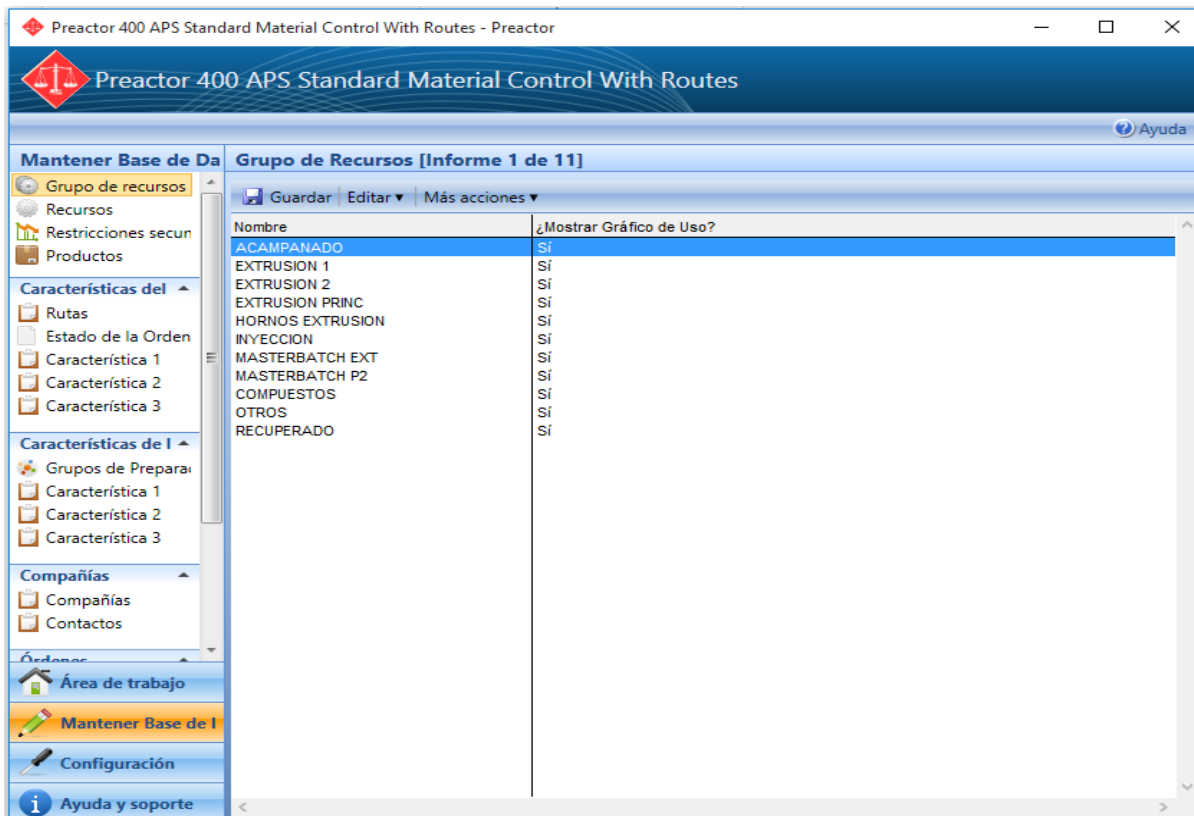 Preactor 400 APS Standard Material Control With Routes - Preactor
Preactor 400 APS Standard Material Control With Routes
Ayuda
Mantener Base de Da
Grupo de recursos
Recursos
Restricciones secun
Productos
Características del
Rutas
Estado de la Orden
Característica 1
Característica 2
Característica 3
Características de l
Grupos de Prepara
Característica 1
Característica 2
Característica 3
Compañías
Compañías
Contactos
Órdenes
Área de trabajo
Mantener Base de I
Configuración
Ayuda y soporte
Grupo de Recursos [Informe 1 de 11]
Guardar Editar ▾ Más acciones ▾
Nombre ¿Mostrar Gráfico de Uso?
ACAMPANADO Sí
EXTRUSION 1 Sí
EXTRUSION 2 Sí
EXTRUSION PRINC Sí
HORNOS EXTRUSION Sí
INYECCION Sí
MASTERBATCH EXT Sí
MASTERBATCH P2 Sí
COMPUESTOS Sí
OTROS Sí
RECUPERADO Sí